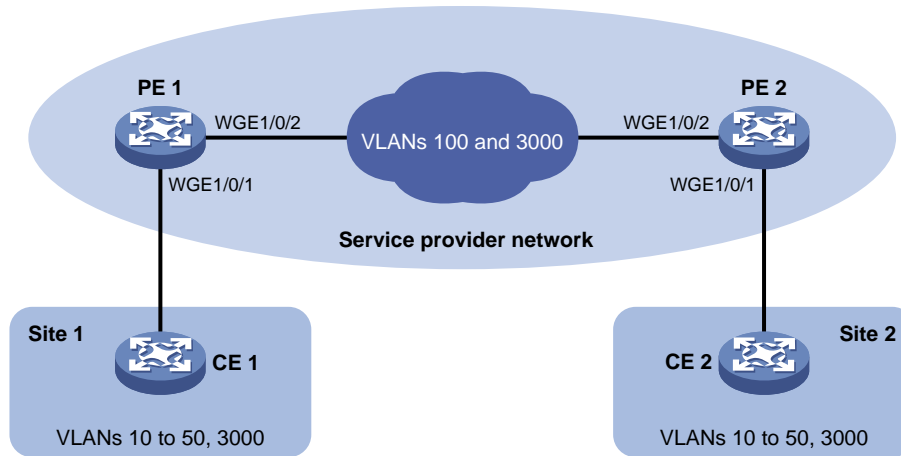 PE 1
PE 2
WGE1/0/2
VLANs 100 and 3000
WGE1/0/2
WGE1/0/1
WGE1/0/1
Service provider network
Site 1
CE 1
VLANs 10 to 50, 3000
Site 2
CE 2
VLANs 10 to 50, 3000